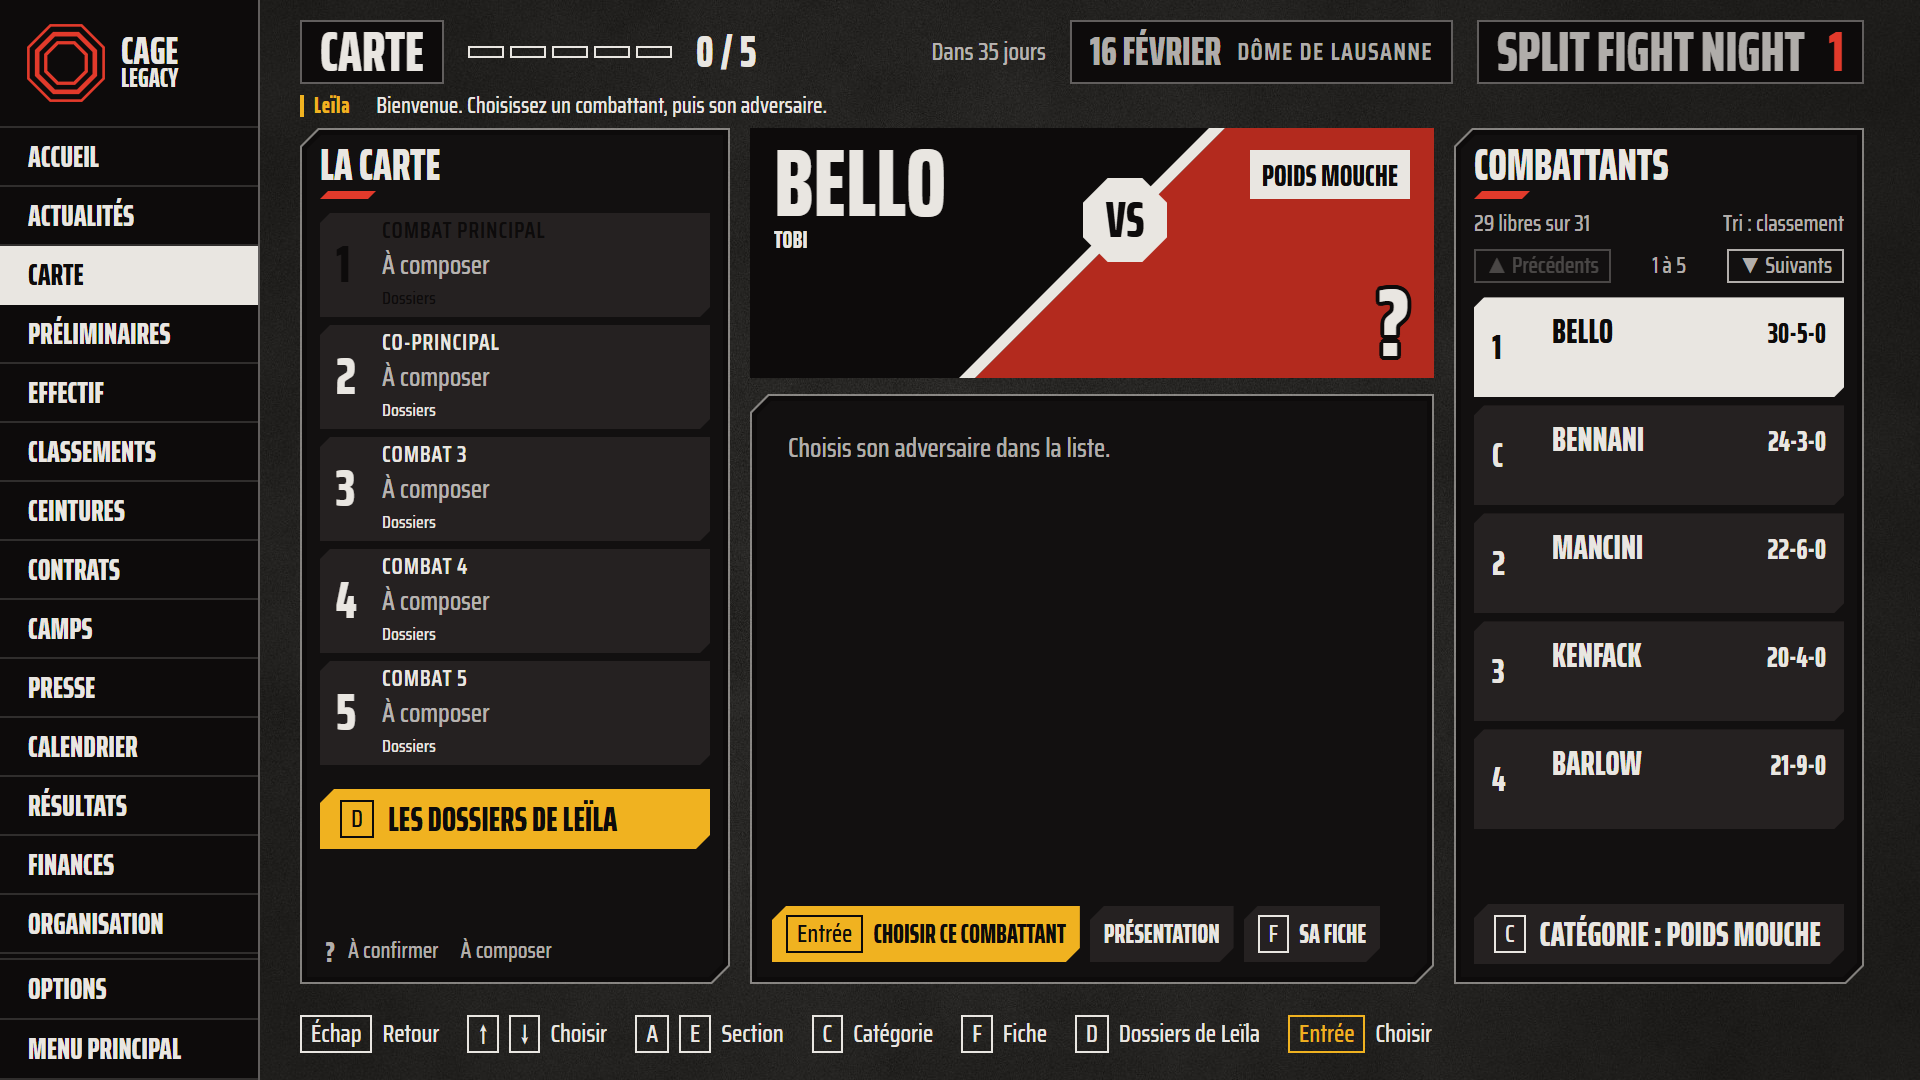 CAGE
LEGACY
ACCUEIL
ACTUALITÉS
CARTE
PRÉLIMINAIRES
EFFECTIF
CLASSEMENTS
CEINTURES
CONTRATS
CAMPS
PRESSE
CALENDRIER
RÉSULTATS
FINANCES
ORGANISATION
OPTIONS
MENU PRINCIPAL
CARTE
0 / 5
Dans 35 jours
16 FÉVRIER DÔME DE LAUSANNE
SPLIT FIGHT NIGHT 1
Leïla Bienvenue. Choisissez un combattant, puis son adversaire.
LA CARTE
COMBAT PRINCIPAL
1
À composer
Dossiers
CO-PRINCIPAL
2
À composer
Dossiers
COMBAT 3
3
À composer
Dossiers
COMBAT 4
4
À composer
Dossiers
COMBAT 5
5
À composer
Dossiers
D LES DOSSIERS DE LEÏLA
? À confirmer À composer
BELLO
TOBI
VS
POIDS MOUCHE
?
Choisis son adversaire dans la liste.
Entrée CHOISIR CE COMBATTANT
PRÉSENTATION
F SA FICHE
COMBATTANTS
29 libres sur 31 Tri : classement
▲ Précédents 1 à 5 ▼ Suivants
1 BELLO 30-5-0
C BENNANI 24-3-0
2 MANCINI 22-6-0
3 KENFACK 20-4-0
4 BARLOW 21-9-0
C CATÉGORIE : POIDS MOUCHE
Échap Retour ↑ ↓ Choisir A E Section C Catégorie F Fiche D Dossiers de Leïla Entrée Choisir